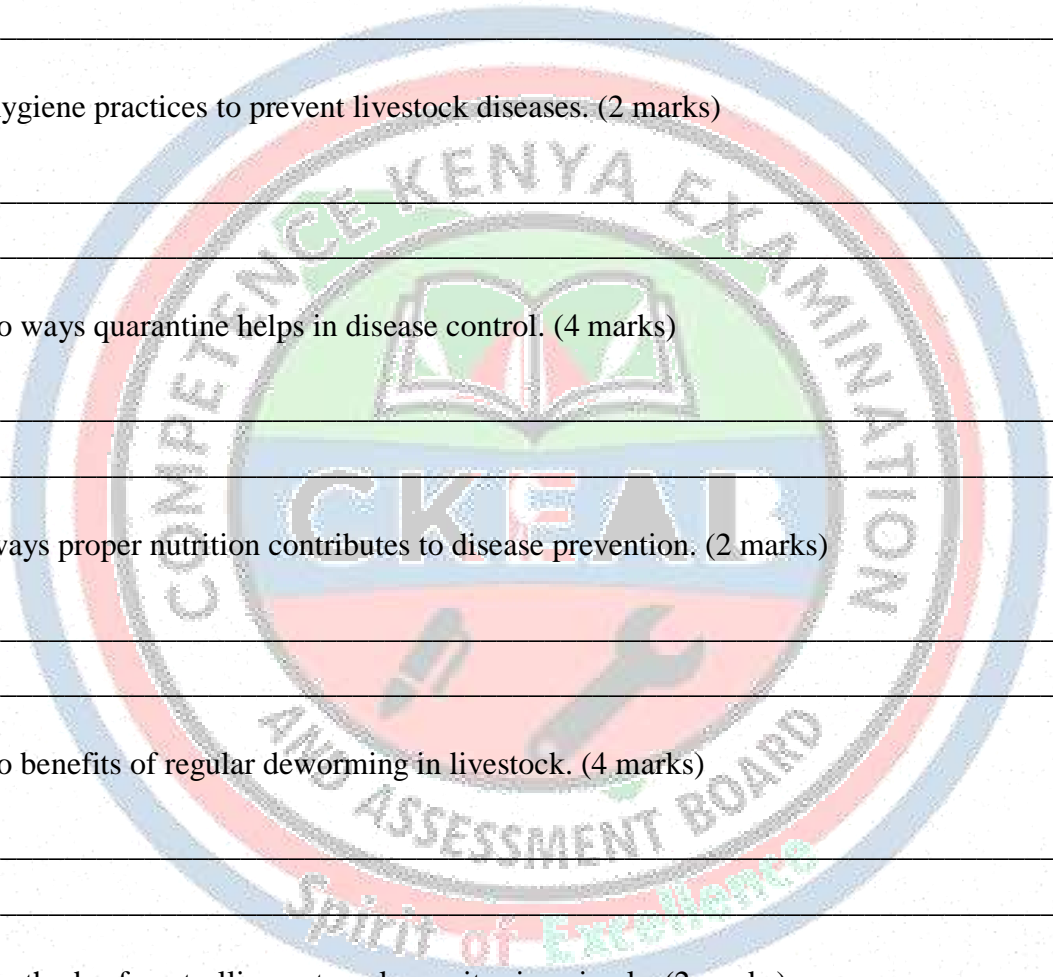 ygiene practices to prevent livestock diseases. (2 marks)
COMPETENCE KENYA EXAMINATION
o ways quarantine helps in disease control. (4 marks)
CKEAB
ways proper nutrition contributes to disease prevention. (2 marks)
o benefits of regular deworming in livestock. (4 marks)
AND ASSESSMENT BOARD
Spirit of Excellence